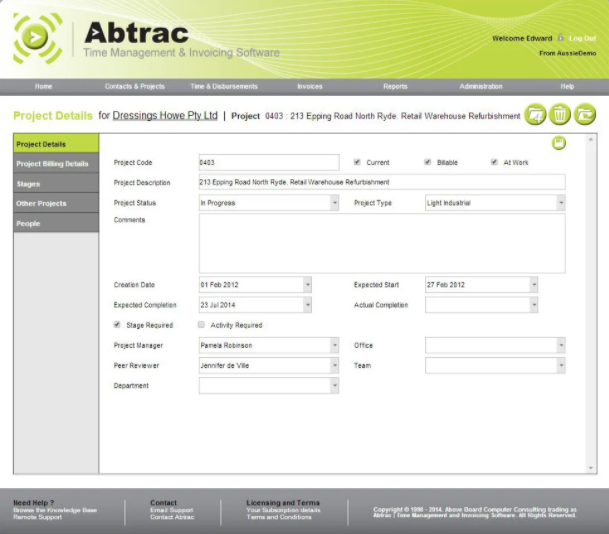 Abtrac
Time Management & Invoicing Software
Welcome Edward Log Out
From AussieDemo
Home Contacts & Projects Time & Disbursements Invoices Reports Administration Help
Project Details for Dressings Howe Pty Ltd | Project 0403 : 213 Epping Road North Ryde. Retail Warehouse Refurbishment
Project Details
Project Billing Details
Stages
Other Projects
People
Project Code 0403 Current Billable At Work
Project Description 213 Epping Road North Ryde. Retail Warehouse Refurbishment
Project Status In Progress Project Type Light Industrial
Comments
Creation Date 01 Feb 2012 Expected Start 27 Feb 2012
Expected Completion 23 Jul 2014 Actual Completion
Stage Required Activity Required
Project Manager Pamela Robinson Office
Peer Reviewer Jennifer de Ville Team
Department
Need Help ?
Browse the Knowledge Base
Remote Support
Contact
Email Support
Contact Abtrac
Licensing and Terms
Your Subscription details
Terms and Conditions
Copyright © 1996 - 2014. Above Board Computer Consulting trading as
Abtrac | Time Management and Invoicing Software. All Rights Reserved.